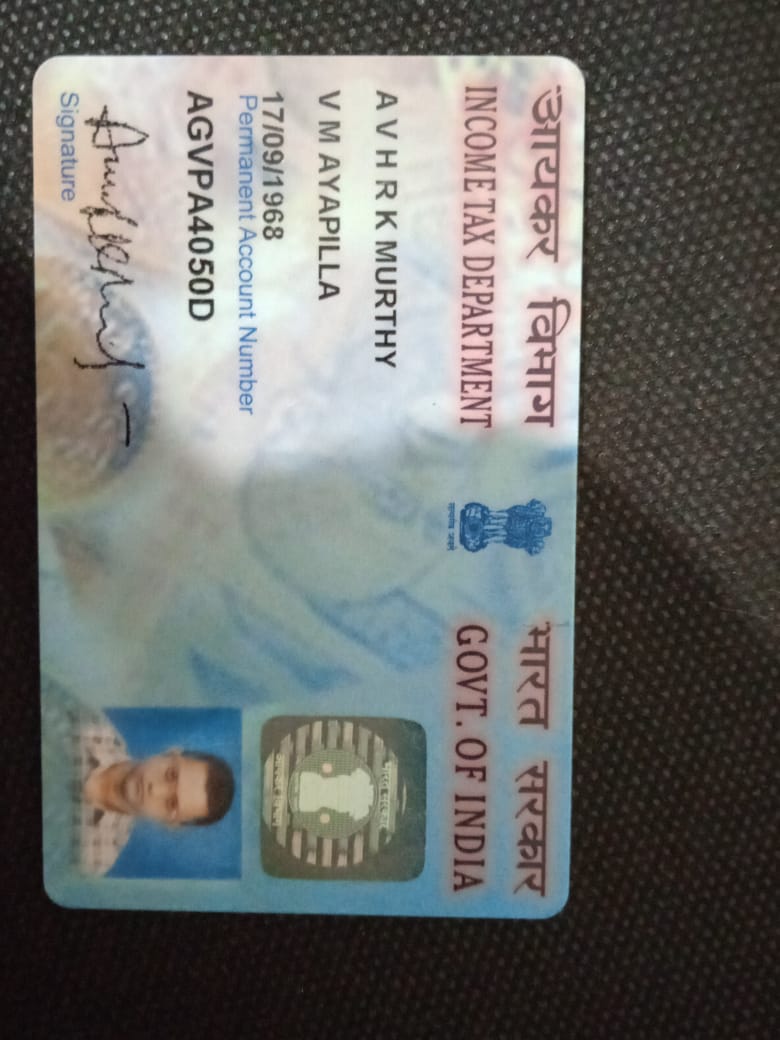 आयकर विभाग
भारत सरकार
INCOME TAX DEPARTMENT
GOVT. OF INDIA
सत्यमेव जयते
A V H R K MURTHY
V M AYAPILLA
17/09/1968
Permanent Account Number
AGVPA4050D
Signature
भारत सरकार
आयकर विभाग